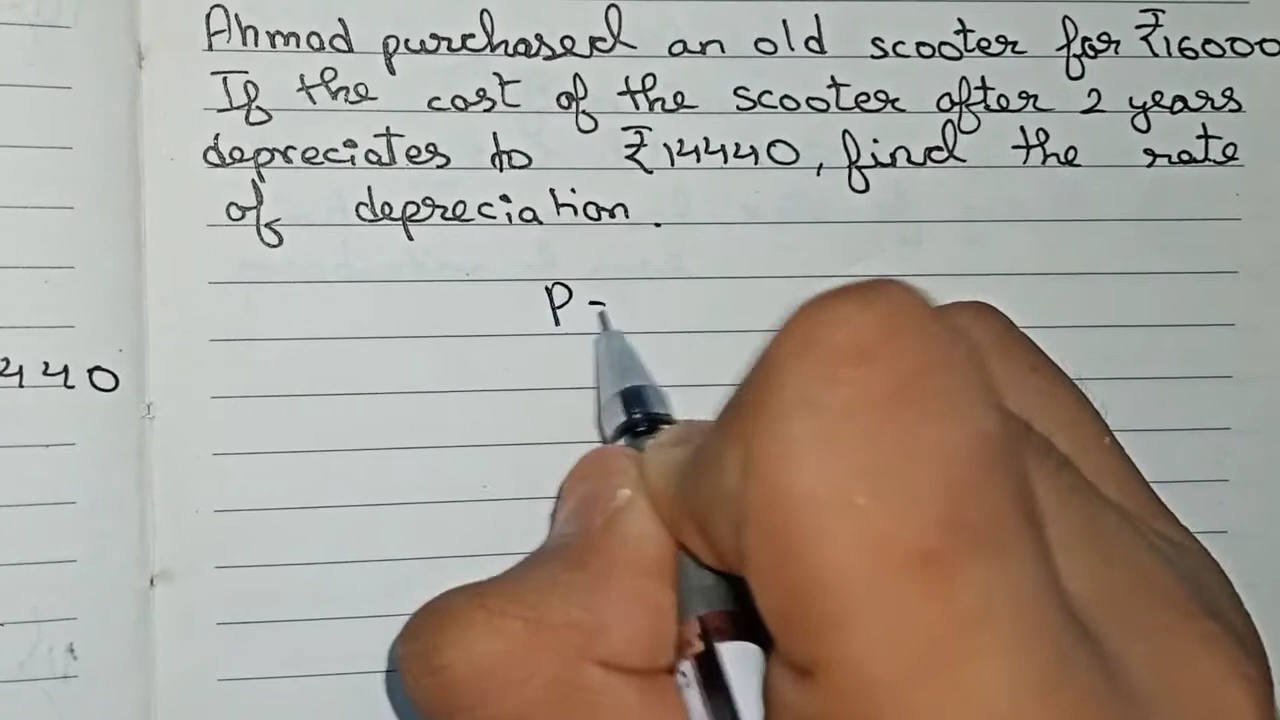 Ahmad purchased an old scooter for ₹16000
If the cost of the scooter after 2 years
depreciates to ₹14440, find the rate
of depreciation.
P -
440